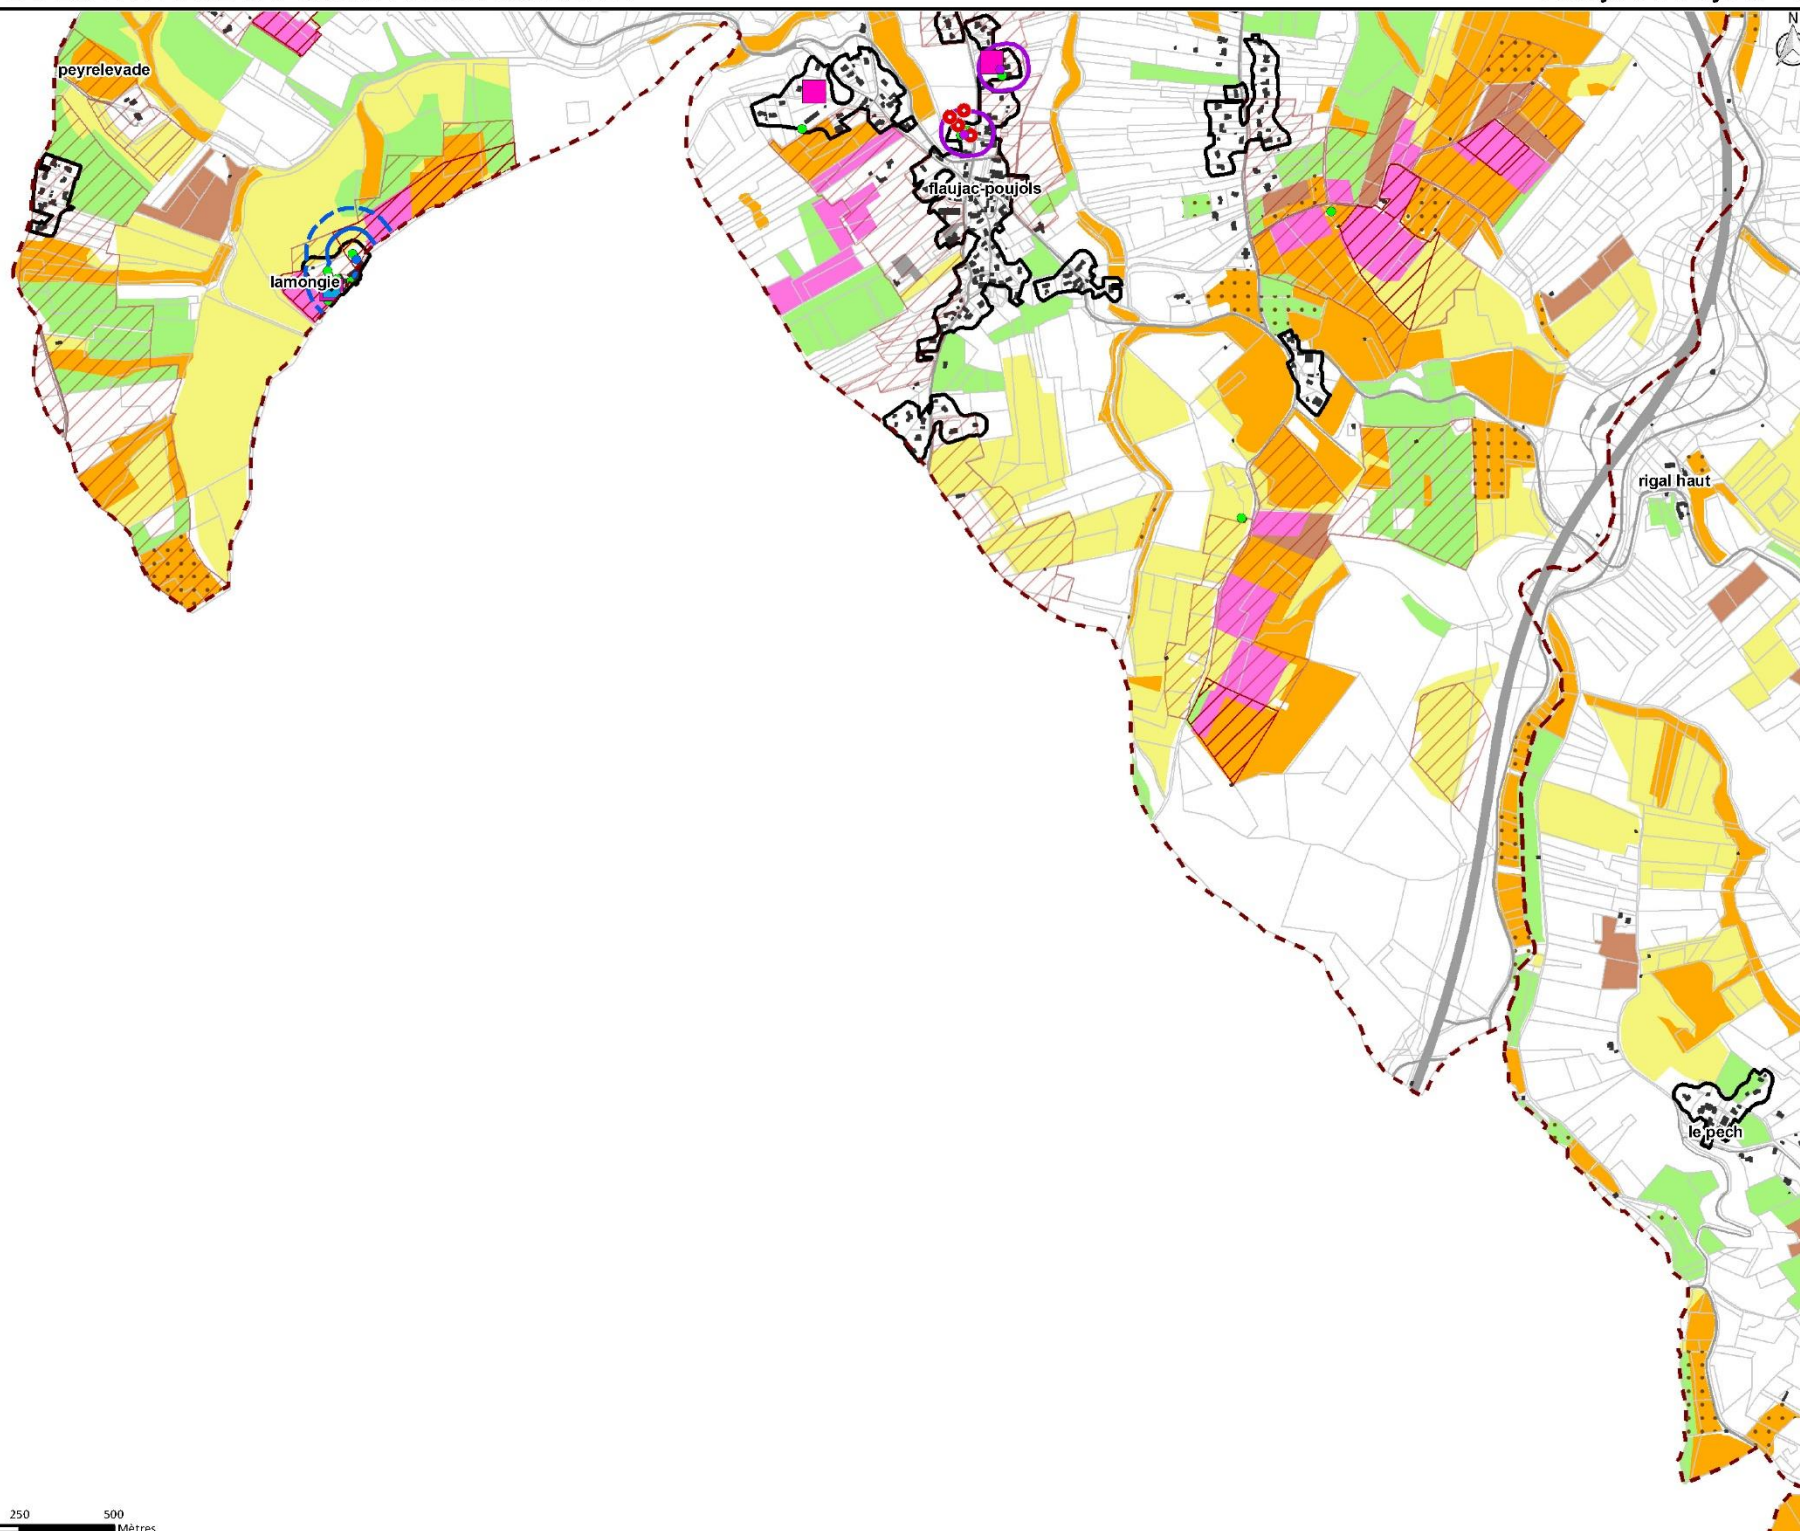 N
peyrelevade
flaujac-poujols
lamongie
rigal haut
le pech
250 500
Mètres